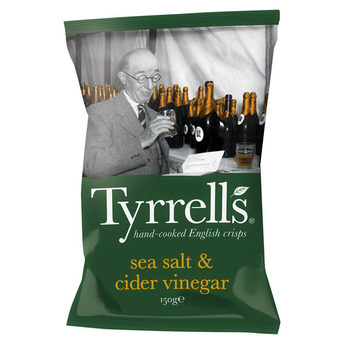 Tyrrells®
hand-cooked English crisps
sea salt &
cider vinegar
150g℮